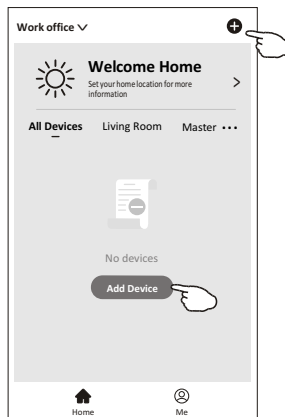 Work office
Welcome Home
Set your home location for more
information
All Devices Living Room Master
No devices
Add Device
Home Me